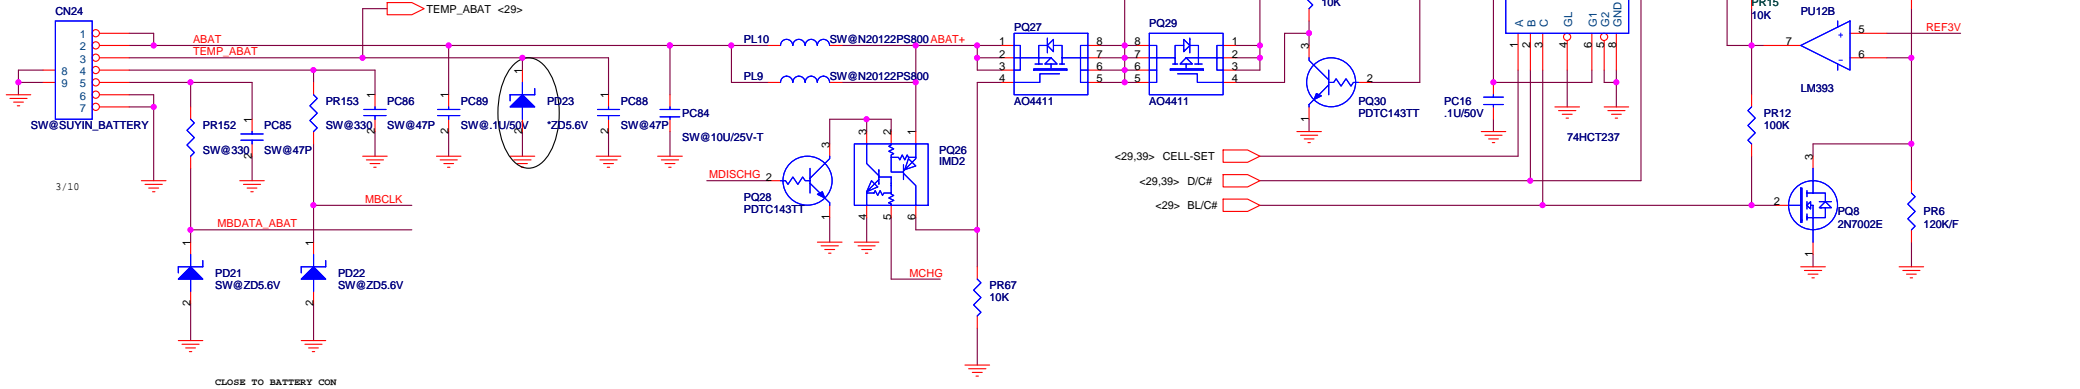 CN24
TEMP_ABAT <29>
1
2
3
4
5
6
7
8
9
ABAT
TEMP_ABAT
SW@SUYIN_BATTERY
3/10
PR152
SW@330
PC85
SW@47P
PR153
SW@330
PC86
SW@47P
PC89
SW@.1U/50V
PD23
*ZD5.6V
PC88
SW@47P
PC84
SW@10U/25V-T
MBCLK
MBDATA_ABAT
PD21
SW@ZD5.6V
PD22
SW@ZD5.6V
CLOSE TO BATTERY CON
PL10
SW@N20122PS800
ABAT+
PL9
SW@N20122PS800
MDISCHG
PQ28
PDTC143TT
PQ26
IMD2
MCHG
PR67
10K
PQ27
AO4411
PQ29
AO4411
10K
PQ30
PDTC143TT
A
B
C
GL
G1
G2
GND
PC16
.1U/50V
74HCT237
<29,39> CELL-SET
<29,39> D/C#
<29> BL/C#
PR15
10K
PU12B
LM393
REF3V
PR12
100K
PQ8
2N7002E
PR6
120K/F